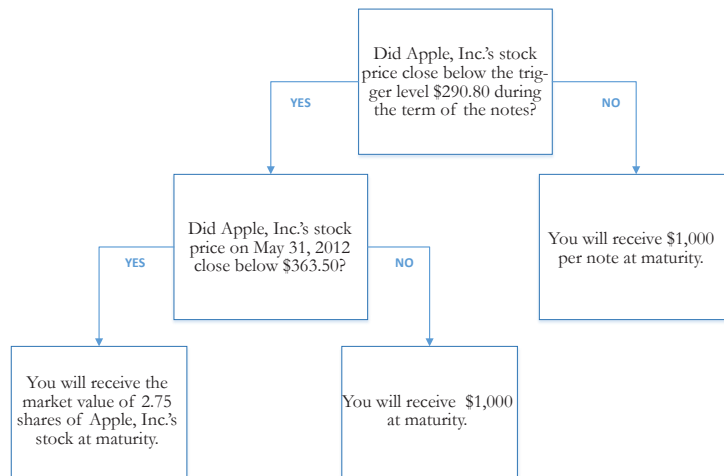 Did Apple, Inc.'s stock
price close below the trig-
ger level $290.80 during
the term of the notes?
YES
NO
Did Apple, Inc.'s stock
price on May 31, 2012
close below $363.50?
You will receive $1,000
per note at maturity.
YES
NO
You will receive the
market value of 2.75
shares of Apple, Inc.'s
stock at maturity.
You will receive $1,000
at maturity.